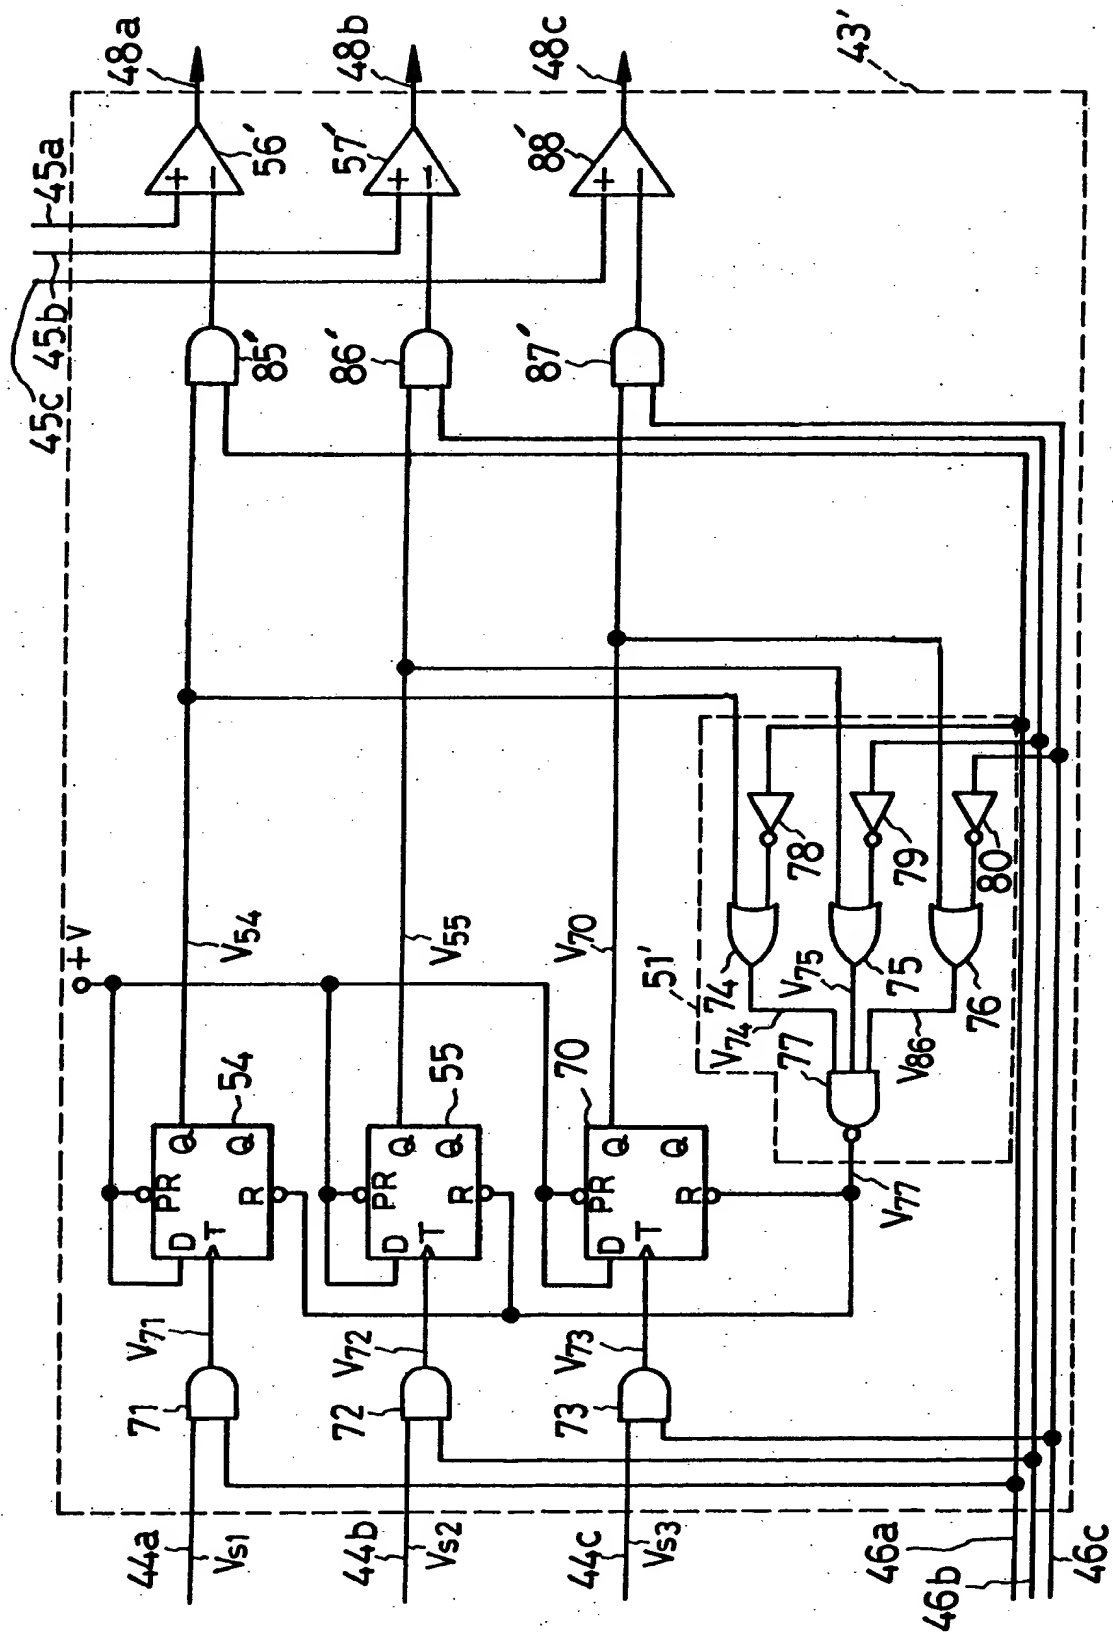 48a
48b
48c
43'
45a
56'
57'
88'
+
−
+
−
+
−
45b
45c
85'
86'
87'
+V
V54
V55
V70
51'
74
V75
75
76
78
79
80
V74
77
V86
V77
54
PR
Q
D
T
R
Q
55
PR
Q
D
T
R
Q
70
PR
Q
D
T
R
Q
V71
V72
V73
71
72
73
44a
Vs1
44b
Vs2
44c
Vs3
46a
46b
46c